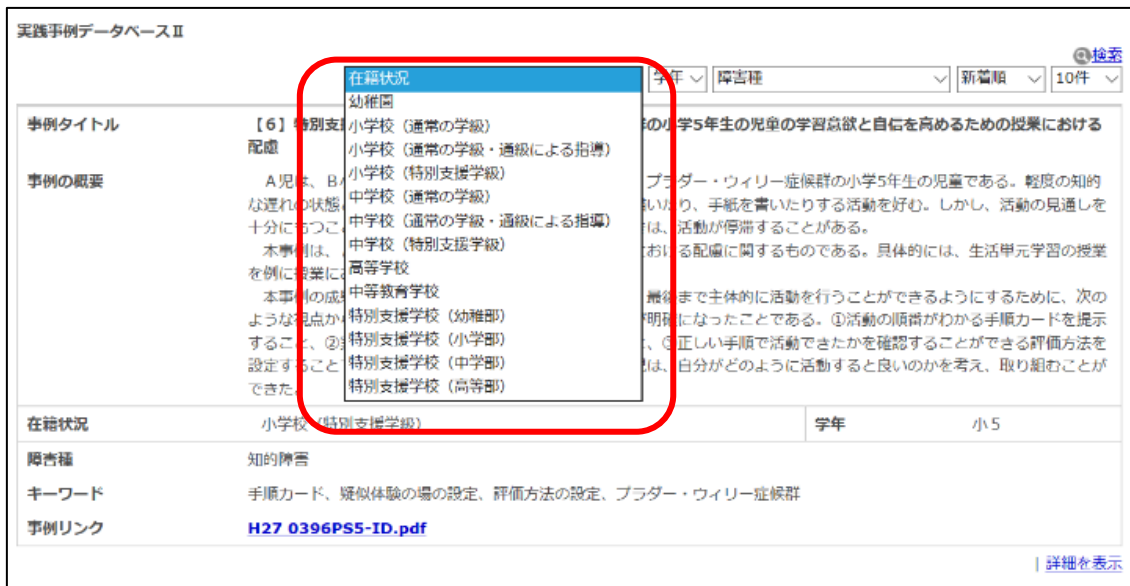 実践事例データベースⅡ
検索
在籍状況 学年 障害種 新着順 10件
幼稚園
小学校（通常の学級）
小学校（通常の学級・通級による指導）
小学校（特別支援学級）
中学校（通常の学級）
中学校（通常の学級・通級による指導）
中学校（特別支援学級）
高等学校
中等教育学校
特別支援学校（幼稚部）
特別支援学校（小学部）
特別支援学校（中学部）
特別支援学校（高等部）
事例タイトル 【6】特別支 の小学5年生の児童の学習意欲と自信を高めるための授業における
配慮
事例の概要 A児は、B プラダー・ウィリー症候群の小学5年生の児童である。軽度の知的
な遅れの状態 いたり、手紙を書いたりする活動を好む。しかし、活動の見通しを
十分にもつこ は、活動が停滞することがある。
本事例は、 おける配慮に関するものである。具体的には、生活単元学習の授業
を例に授業に
本事例の成 最後まで主体的に活動を行うことができるようにするために、次の
ような視点か 明確になったことである。①活動の順番がわかる手順カードを提示
すること、② 、③正しい手順で活動できたかを確認することができる評価方法を
設定すること は、自分がどのように活動すると良いのかを考え、取り組むことが
できた。
在籍状況 小学校（特別支援学級） 学年 小5
障害種 知的障害
キーワード 手順カード、疑似体験の場の設定、評価方法の設定、プラダー・ウィリー症候群
事例リンク H27 0396PS5-ID.pdf
| 詳細を表示